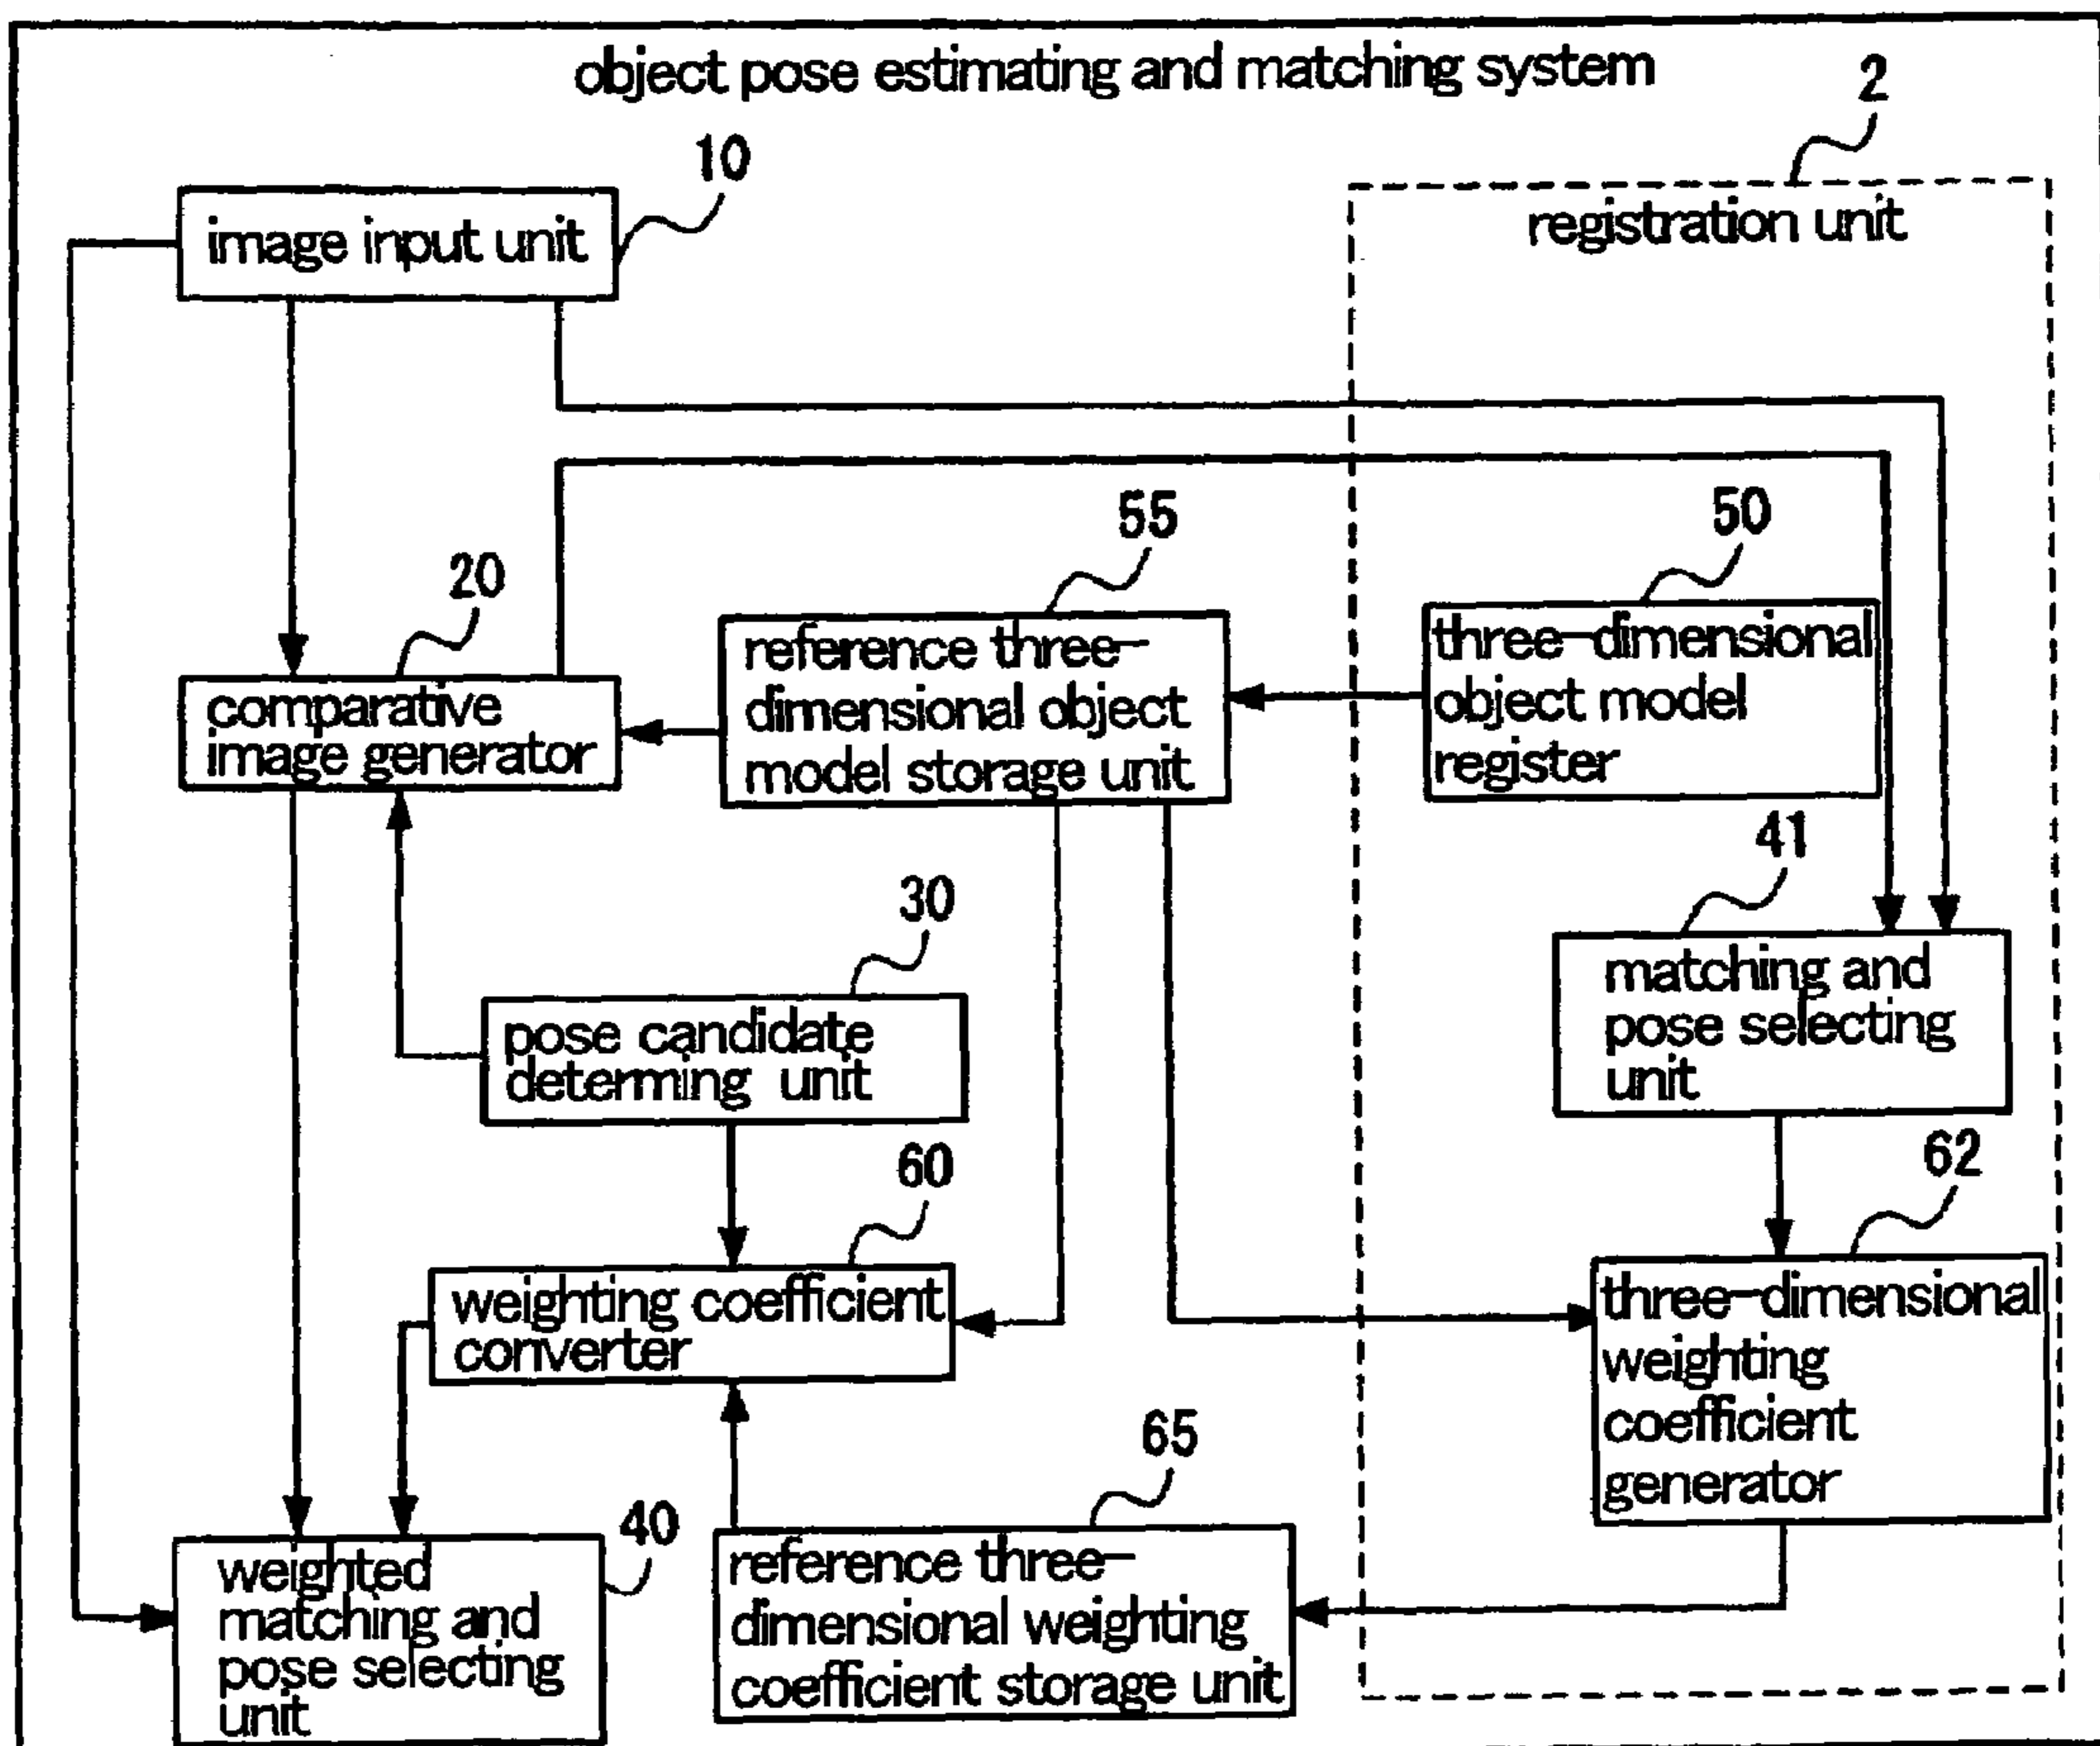 object pose estimating and matching system
2
10
image input unit
registration unit
55
50
20
reference three-
dimensional object
model storage unit
three-dimensional
object model
register
comparative
image generator
41
30
matching and
pose selecting
unit
pose candidate
determing unit
60
62
weighting coefficient
converter
three-dimensional
weighting
coefficient
generator
65
40
weighted
matching and
pose selecting
unit
reference three-
dimensional weighting
coefficient storage unit